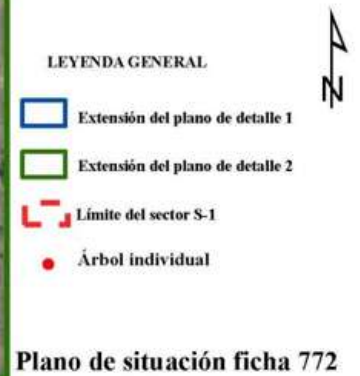 N
LEYENDA GENERAL
Extensión del plano de detalle 1
Extensión del plano de detalle 2
Límite del sector S-1
Árbol individual
Plano de situación ficha 772